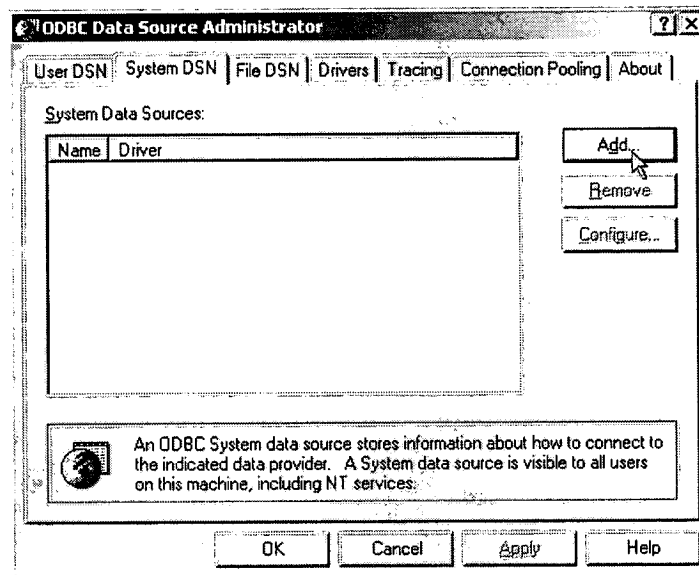 ODBC Data Source Administrator
? X
User DSN System DSN File DSN Drivers Tracing Connection Pooling About
System Data Sources:
Name Driver
Add...
Remove
Configure...
An ODBC System data source stores information about how to connect to
the indicated data provider. A System data source is visible to all users
on this machine, including NT services.
OK Cancel Apply Help